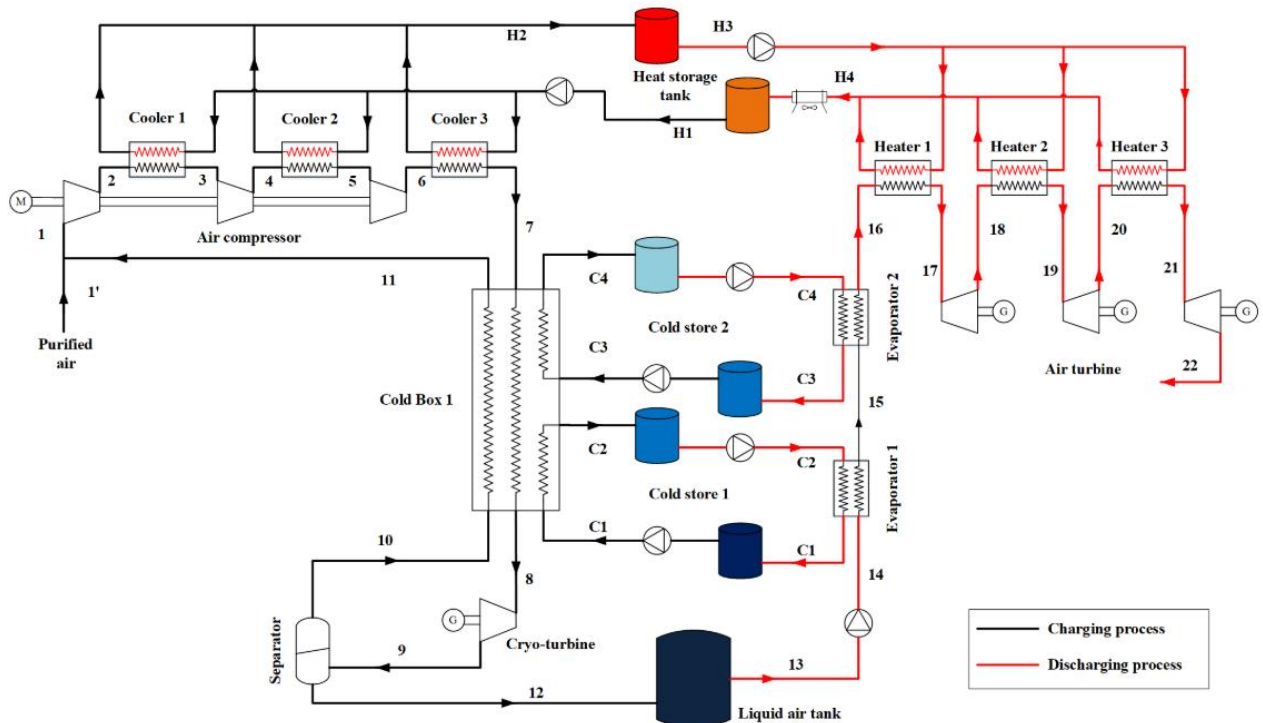 H2
H3
Heat storage
tank
H4
H1
Cooler 1
Cooler 2
Cooler 3
Heater 1
Heater 2
Heater 3
2
3
4
5
6
M
Air compressor
1
7
11
1'
Purified
air
16
17
18
19
20
21
G
G
G
Air turbine
22
C4
C4
Cold store 2
Evaporator 2
C3
C3
Cold Box 1
15
C2
C2
Cold store 1
Evaporator 1
C1
C1
14
10
8
G
Cryo-turbine
Separator
9
12
13
Liquid air tank
Charging process
Discharging process